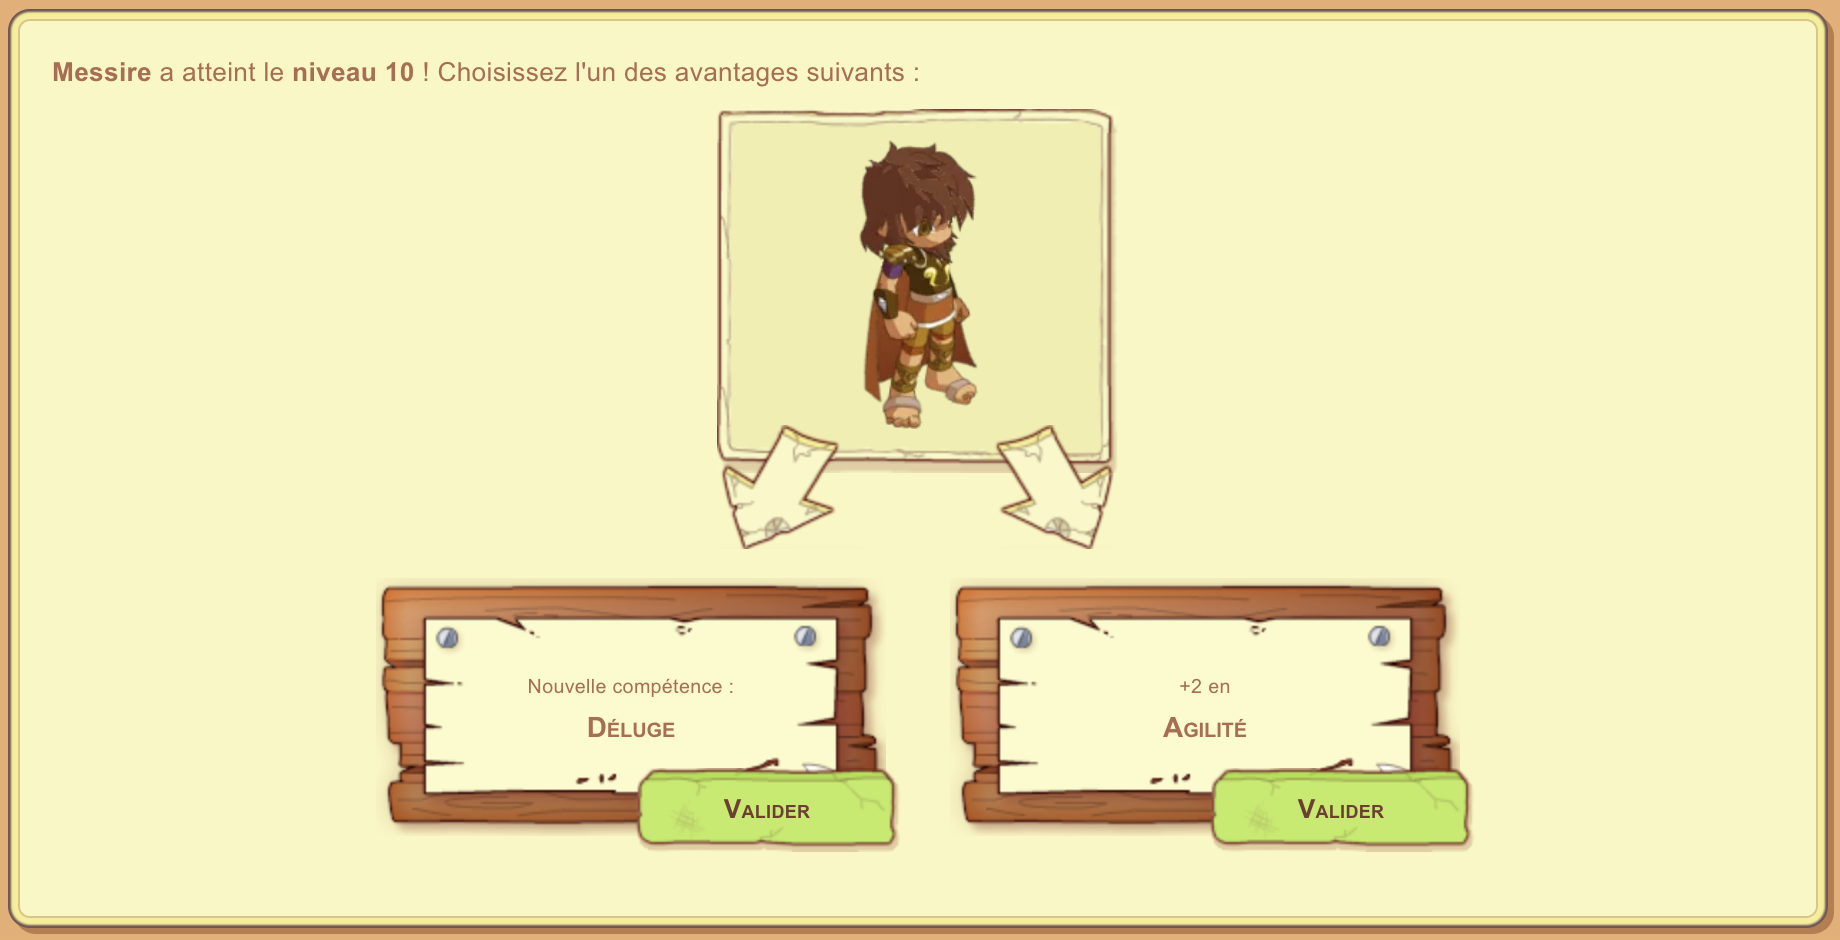 Messire a atteint le niveau 10 ! Choisissez l'un des avantages suivants :
Nouvelle compétence :
DÉLUGE
VALIDER
+2 en
AGILITÉ
VALIDER